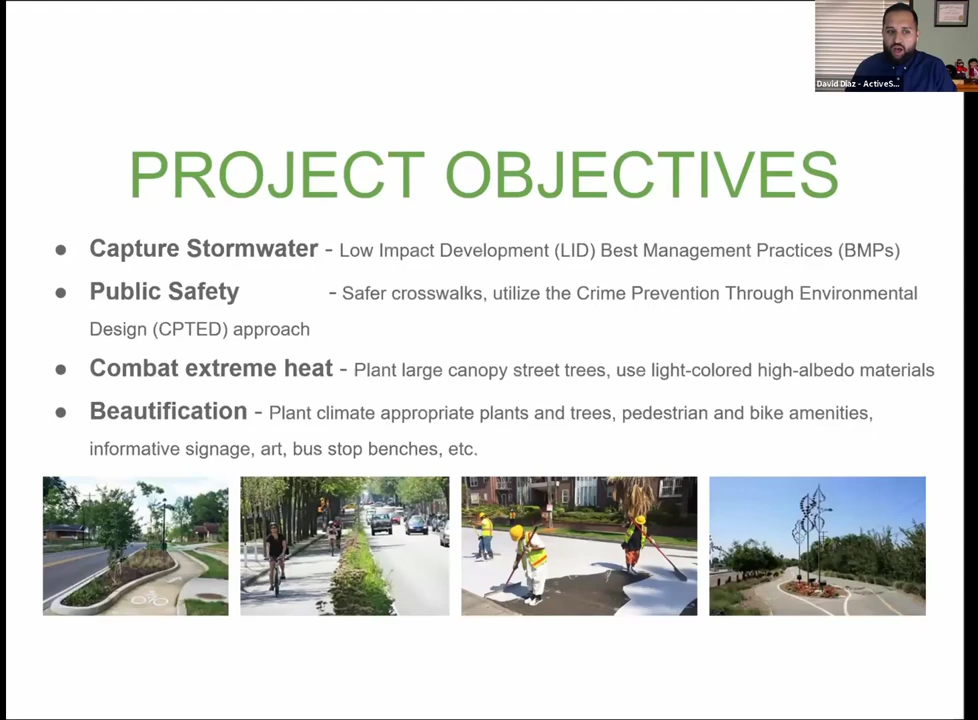 David Diaz - ActiveS...
PROJECT OBJECTIVES
● Capture Stormwater - Low Impact Development (LID) Best Management Practices (BMPs)
● Public Safety - Safer crosswalks, utilize the Crime Prevention Through Environmental
Design (CPTED) approach
● Combat extreme heat - Plant large canopy street trees, use light-colored high-albedo materials
● Beautification - Plant climate appropriate plants and trees, pedestrian and bike amenities,
informative signage, art, bus stop benches, etc.